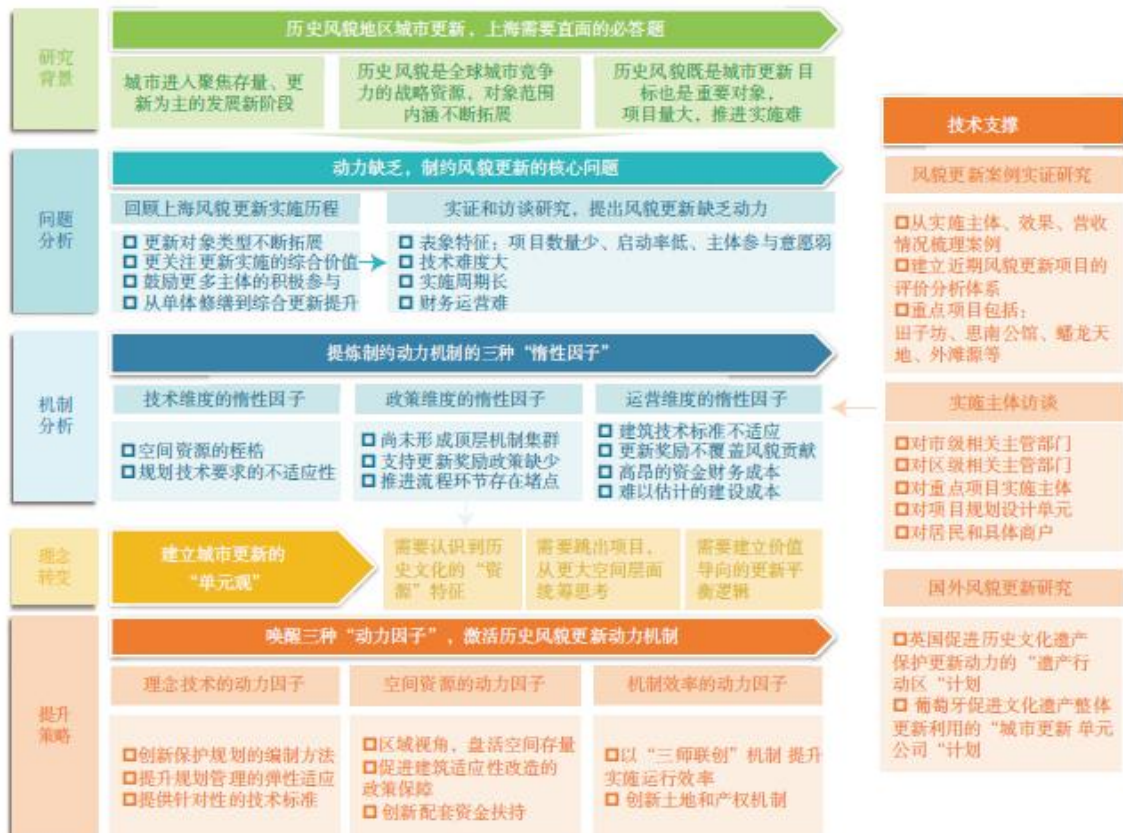 研究
背景
历史风貌地区城市更新，上海需要直面的必答题
城市进入聚焦存量、更
新为主的发展新阶段
历史风貌是全球城市竞争
力的战略资源，对象范围
内涵不断拓展
历史风貌既是城市更新目
标也是重要对象，
项目量大，推进实施难
问题
分析
动力缺乏，制约风貌更新的核心问题
回顾上海风貌更新实施历程
更新对象类型不断拓展
更关注更新实施的综合价值
鼓励更多主体的积极参与
从单体修缮到综合更新提升
实证和访谈研究，提出风貌更新缺乏动力
表象特征：项目数量少、启动率低、主体参与意愿弱
技术难度大
实施周期长
财务运营难
机制
分析
提炼制约动力机制的三种“惰性因子”
技术维度的惰性因子
空间资源的桎梏
规划技术要求的不适应性
政策维度的惰性因子
尚未形成顶层机制集群
支持更新奖励政策缺少
推进流程环节存在堵点
运营维度的惰性因子
建筑技术标准不适应
更新奖励不覆盖风貌贡献
高昂的资金财务成本
难以估计的建设成本
理念
转变
建立城市更新的
“单元观”
需要认识到历
史文化的“资
源”特征
需要跳出项目，
从更大空间层面
统筹思考
需要建立价值
导向的更新平
衡逻辑
提升
策略
唤醒三种“动力因子”，激活历史风貌更新动力机制
理念技术的动力因子
创新保护规划的编制方法
提升规划管理的弹性适应
提供针对性的技术标准
空间资源的动力因子
区域视角，盘活空间存量
促进建筑适应性改造的
政策保障
创新配套资金扶持
机制效率的动力因子
以“三师联创”机制 提升
实施运行效率
创新土地和产权机制
技术支撑
风貌更新案例实证研究
从实施主体、效果、营收
情况梳理案例
建立近期风貌更新项目的
评价分析体系
重点项目包括：
田子坊、思南公馆、蟠龙天
地、外滩源等
实施主体访谈
对市级相关主管部门
对区级相关主管部门
对重点项目实施主体
对项目规划设计单元
对居民和具体商户
国外风貌更新研究
英国促进历史文化遗产
保护更新动力的“遗产行
动区“计划
葡萄牙促进文化遗产整体
更新利用的“城市更新 单元
公司“计划